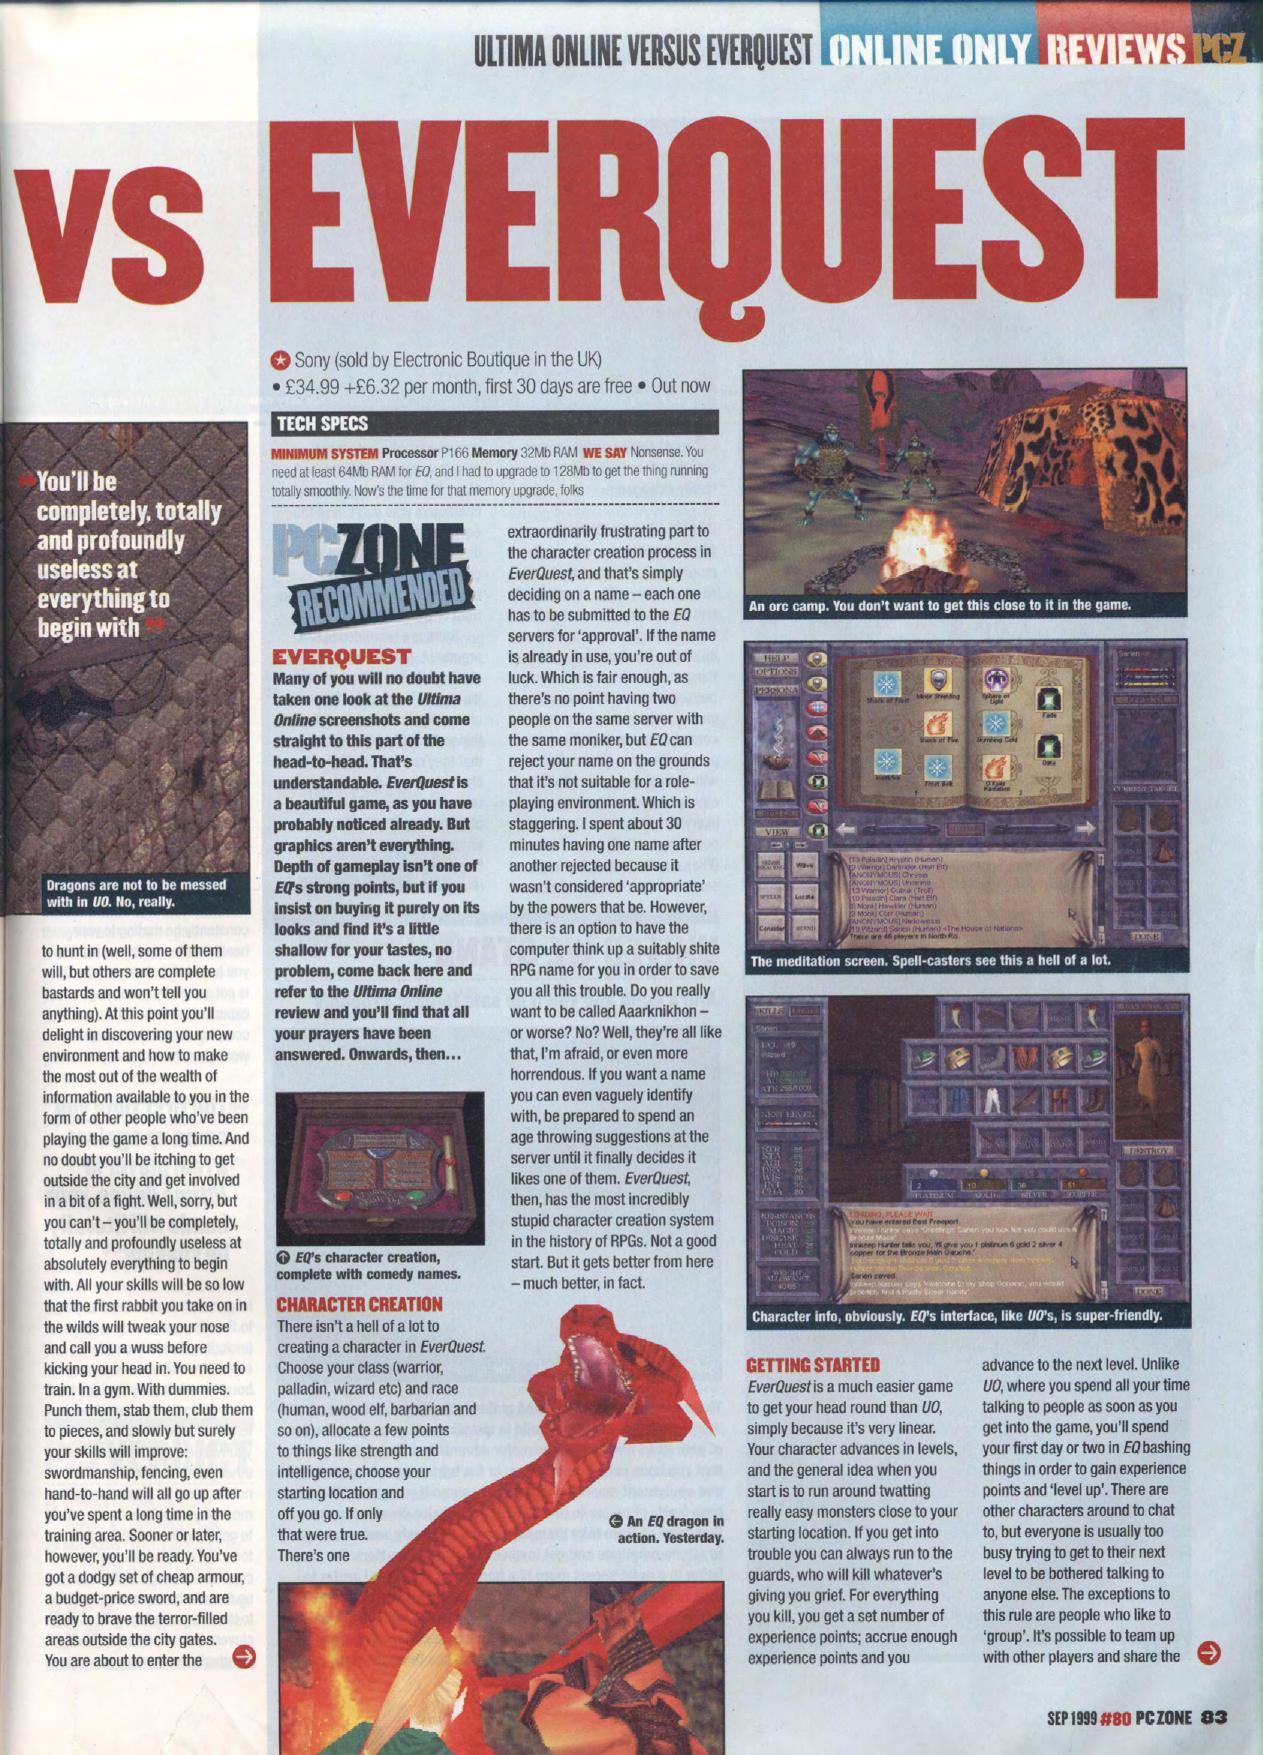 ULTIMA ONLINE VERSUS EVERQUEST ONLINE ONLY REVIEWS PCZ
VS EVERQUEST
Sony (sold by Electronic Boutique in the UK)
• £34.99 +£6.32 per month, first 30 days are free • Out now
TECH SPECS
MINIMUM SYSTEM Processor P166 Memory 32Mb RAM WE SAY Nonsense. You
need at least 64Mb RAM for EQ, and I had to upgrade to 128Mb to get the thing running
totally smoothly. Now's the time for that memory upgrade, folks
"You'll be
completely, totally
and profoundly
useless at
everything to
begin with"
Dragons are not to be messed
with in UO. No, really.
to hunt in (well, some of them
will, but others are complete
bastards and won't tell you
anything). At this point you'll
delight in discovering your new
environment and how to make
the most out of the wealth of
information available to you in the
form of other people who've been
playing the game a long time. And
no doubt you'll be itching to get
outside the city and get involved
in a bit of a fight. Well, sorry, but
you can't – you'll be completely,
totally and profoundly useless at
absolutely everything to begin
with. All your skills will be so low
that the first rabbit you take on in
the wilds will tweak your nose
and call you a wuss before
kicking your head in. You need to
train. In a gym. With dummies.
Punch them, stab them, club them
to pieces, and slowly but surely
your skills will improve:
swordmanship, fencing, even
hand-to-hand will all go up after
you've spent a long time in the
training area. Sooner or later,
however, you'll be ready. You've
got a dodgy set of cheap armour,
a budget-price sword, and are
ready to brave the terror-filled
areas outside the city gates.
You are about to enter the
PCZONE
RECOMMENDED
EVERQUEST
Many of you will no doubt have
taken one look at the Ultima
Online screenshots and come
straight to this part of the
head-to-head. That's
understandable. EverQuest is
a beautiful game, as you have
probably noticed already. But
graphics aren't everything.
Depth of gameplay isn't one of
EQ's strong points, but if you
insist on buying it purely on its
looks and find it's a little
shallow for your tastes, no
problem, come back here and
refer to the Ultima Online
review and you'll find that all
your prayers have been
answered. Onwards, then...
EQ's character creation,
complete with comedy names.
CHARACTER CREATION
There isn't a hell of a lot to
creating a character in EverQuest.
Choose your class (warrior,
palladin, wizard etc) and race
(human, wood elf, barbarian and
so on), allocate a few points
to things like strength and
intelligence, choose your
starting location and
off you go. If only
that were true.
There's one
extraordinarily frustrating part to
the character creation process in
EverQuest, and that's simply
deciding on a name – each one
has to be submitted to the EQ
servers for 'approval'. If the name
is already in use, you're out of
luck. Which is fair enough, as
there's no point having two
people on the same server with
the same moniker, but EQ can
reject your name on the grounds
that it's not suitable for a role-
playing environment. Which is
staggering. I spent about 30
minutes having one name after
another rejected because it
wasn't considered 'appropriate'
by the powers that be. However,
there is an option to have the
computer think up a suitably shite
RPG name for you in order to save
you all this trouble. Do you really
want to be called Aaarknikhon –
or worse? No? Well, they're all like
that, I'm afraid, or even more
horrendous. If you want a name
you can even vaguely identify
with, be prepared to spend an
age throwing suggestions at the
server until it finally decides it
likes one of them. EverQuest,
then, has the most incredibly
stupid character creation system
in the history of RPGs. Not a good
start. But it gets better from here
– much better, in fact.
An EQ dragon in
action. Yesterday.
An orc camp. You don't want to get this close to it in the game.
HELP
OPTIONS
PERSONA
VIEW
CURRENT TARGET
DONE
There are 46 players in North Ro.
The meditation screen. Spell-casters see this a hell of a lot.
SKILLS
DESTROY
PLATINUM GOLD SILVER COPPER
LOADING, PLEASE WAIT...
You have entered East Freeport.
DONE
Character info, obviously. EQ's interface, like UO's, is super-friendly.
GETTING STARTED
EverQuest is a much easier game
to get your head round than UO,
simply because it's very linear.
Your character advances in levels,
and the general idea when you
start is to run around twatting
really easy monsters close to your
starting location. If you get into
trouble you can always run to the
guards, who will kill whatever's
giving you grief. For everything
you kill, you get a set number of
experience points; accrue enough
experience points and you
advance to the next level. Unlike
UO, where you spend all your time
talking to people as soon as you
get into the game, you'll spend
your first day or two in EQ bashing
things in order to gain experience
points and 'level up'. There are
other characters around to chat
to, but everyone is usually too
busy trying to get to their next
level to be bothered talking to
anyone else. The exceptions to
this rule are people who like to
'group'. It's possible to team up
with other players and share the
SEP 1999 #80 PC ZONE 83